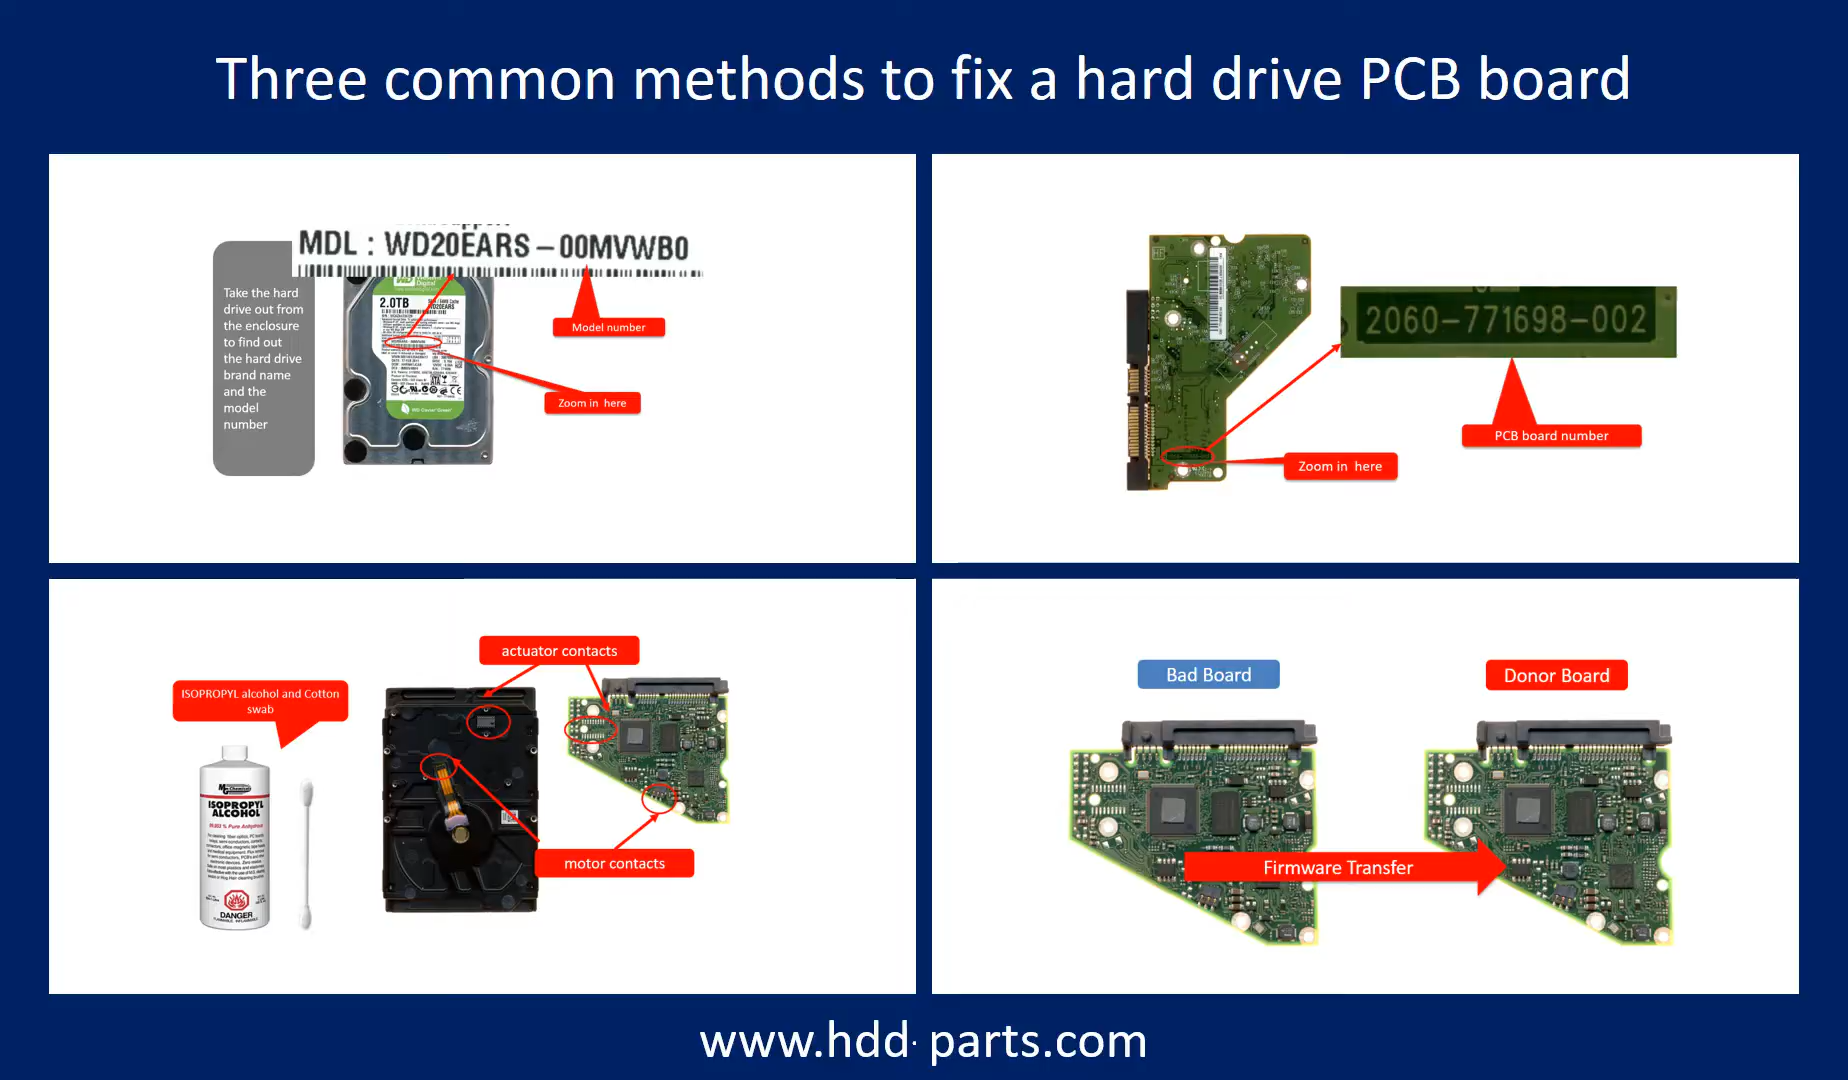 Three common methods to fix a hard drive PCB board
MDL : WD20EARS - 00MVWB0
Take the hard
drive out from
the enclosure
to find out
the hard drive
brand name
and the
model
number
Model number
2.0TB
WD20EARS
Zoom in here
2060-771698-002
PCB board number
Zoom in here
actuator contacts
ISOPROPYL alcohol and Cotton
swab
MG Chemicals
ISOPROPYL
ALCOHOL
DANGER
motor contacts
Bad Board
Donor Board
Firmware Transfer
www.hdd-parts.com